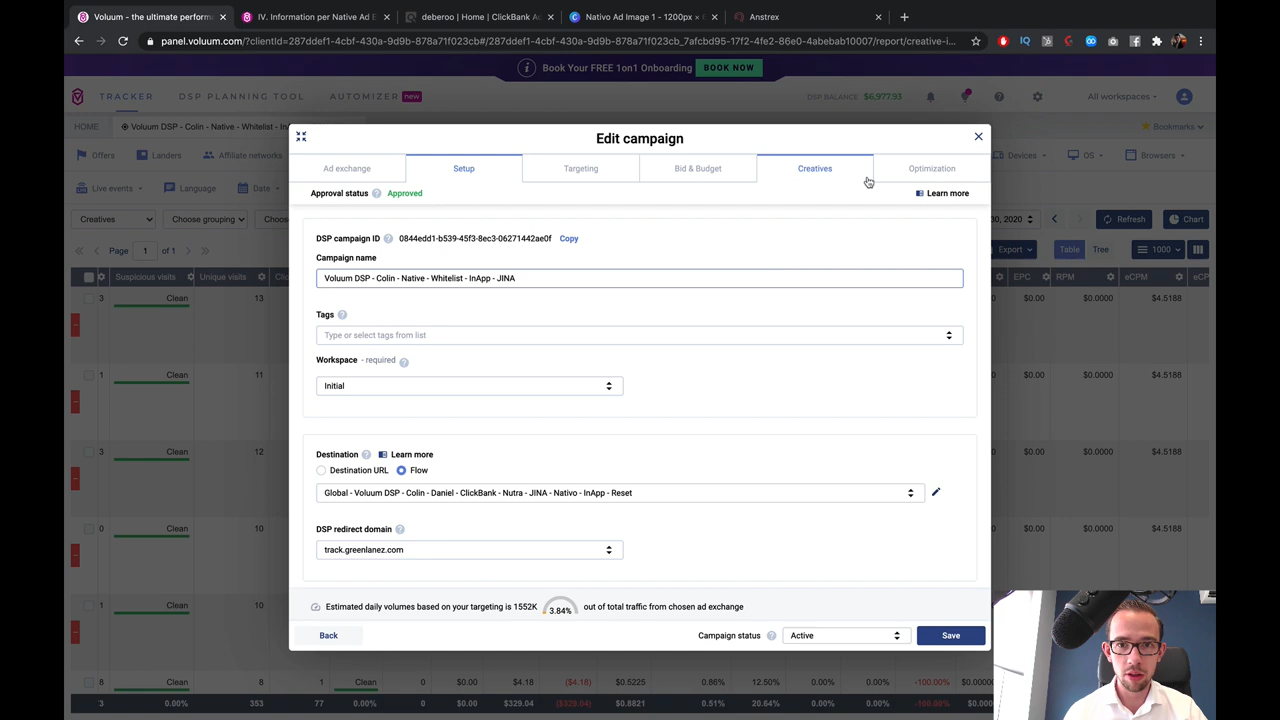 Voluum - the ultimate perform
IV. Information per Native Ad E
deberoo | Home | ClickBank Ad
Nativo Ad Image 1 - 1200px × 6
Anstrex
panel.voluum.com/?clientId=287ddef1-4cbf-430a-9d9b-878a71f023cb#/287ddef1-4cbf-430a-9d9b-878a71f023cb_7afcbd95-17f2-4fe2-86e0-4abebab10007/report/creative-i...
Book Your FREE 1on1 Onboarding BOOK NOW
TRACKER DSP PLANNING TOOL AUTOMIZER new DSP BALANCE: $6,977.93 All workspaces
HOME Voluum DSP - Colin - Native - Whitelist - In Bookmarks
Offers Landers Affiliate networks Devices OS Browsers
Live events Language Date
Creatives Choose grouping Choos 30, 2020 Refresh Chart
Page 1 of 1 Export Table Tree 1000
Suspicious visits Unique visits EPC RPM eCPM
3 Clean 13 $0.00 $0.0000 $4.5188
1 Clean 11 $0.00 $0.0000 $4.5188
3 Clean 12 $0.00 $0.0000 $4.5188
0 Clean 10 $0.00 $0.0000 $4.5188
1 Clean 10
8 Clean 8 1 Clean $0.00 $4.18 ($4.18) $0.5225 0.86% 12.50% 0.00% 0.00% -100.00% $0.00000
3 0.00% 353 77 0.00% $0.00 $329.04 ($329.04) $0.8821 0.51% 20.64% 0.00% 0.00% -100.00%
Edit campaign
Ad exchange Setup Targeting Bid & Budget Creatives Optimization
Approval status ? Approved Learn more
DSP campaign ID ? 0844edd1-b539-45f3-8ec3-06271442ae0f Copy
Campaign name
Voluum DSP - Colin - Native - Whitelist - InApp - JINA
Tags ?
Type or select tags from list
Workspace - required ?
Initial
Destination ? Learn more
Destination URL Flow
Global - Voluum DSP - Colin - Daniel - ClickBank - Nutra - JINA - Nativo - InApp - Reset
DSP redirect domain ?
track.greenlanez.com
Estimated daily volumes based on your targeting is 1552K 3.84% out of total traffic from chosen ad exchange
Back Campaign status ? Active Save